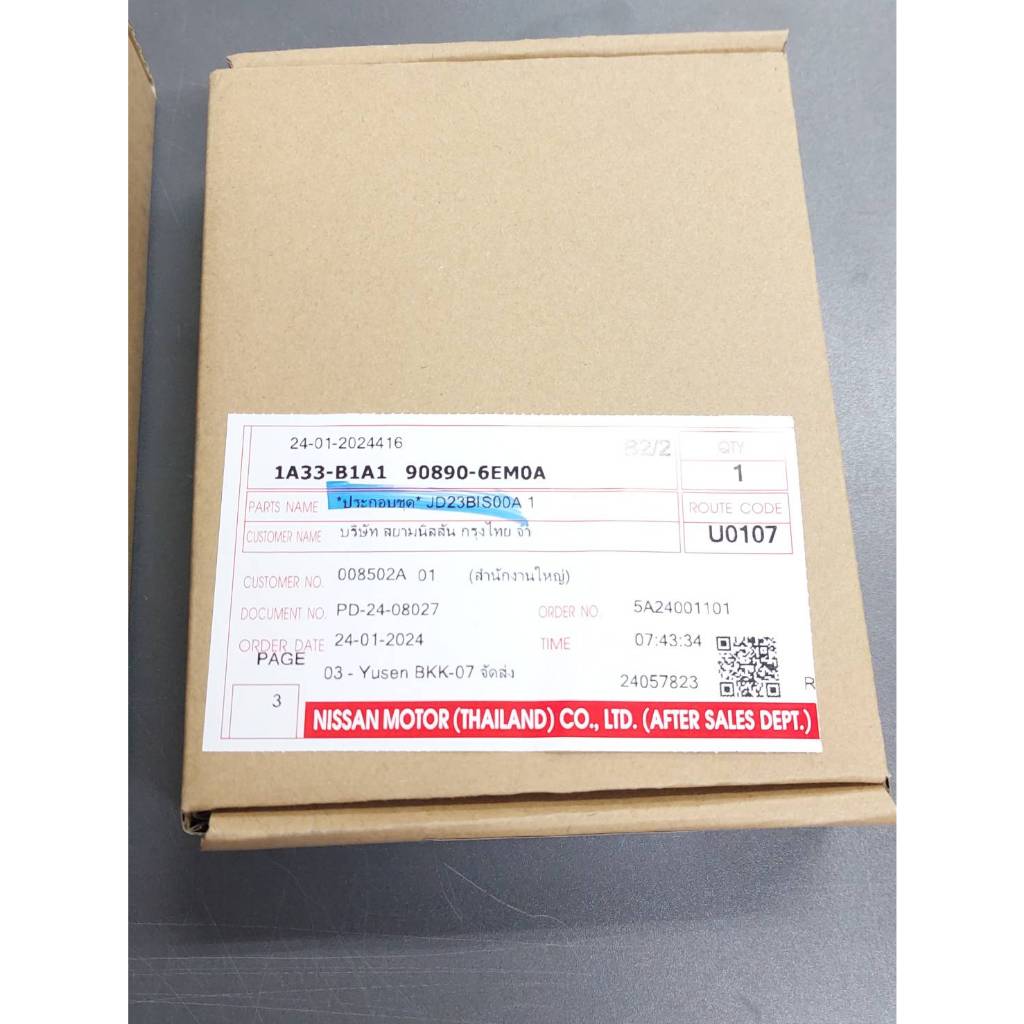 24-01-2024416 82/2 QTY
1A33-B1A1 90890-6EM0A 1
PARTS NAME *ประกอบชุด* JD23BIS00A 1 ROUTE CODE
CUSTOMER NAME บริษัท สยามนิสสัน กรุงไทย จำ U0107
CUSTOMER NO. 008502A 01 (สำนักงานใหญ่)
DOCUMENT NO. PD-24-08027 ORDER NO. 5A24001101
ORDER DATE 24-01-2024 TIME 07:43:34
PAGE 03 - Yusen BKK-07 จัดส่ง 24057823 R
3
NISSAN MOTOR (THAILAND) CO., LTD. (AFTER SALES DEPT.)